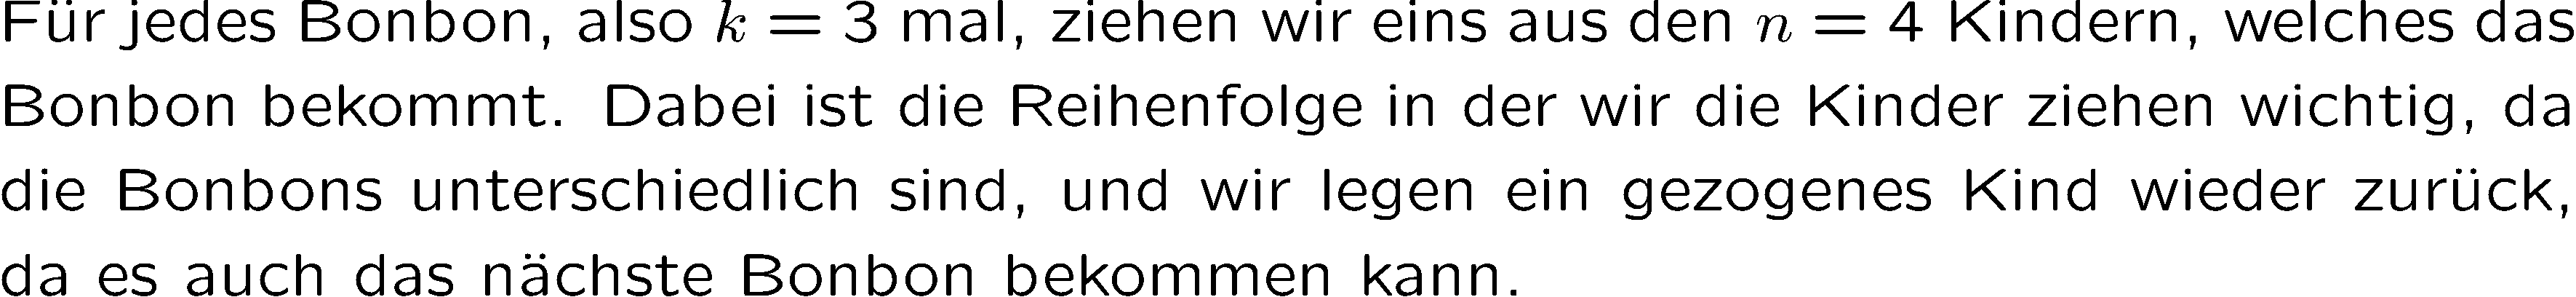 Für jedes Bonbon, also k = 3 mal, ziehen wir eins aus den n = 4 Kindern, welches das
Bonbon bekommt. Dabei ist die Reihenfolge in der wir die Kinder ziehen wichtig, da
die Bonbons unterschiedlich sind, und wir legen ein gezogenes Kind wieder zurück,
da es auch das nächste Bonbon bekommen kann.